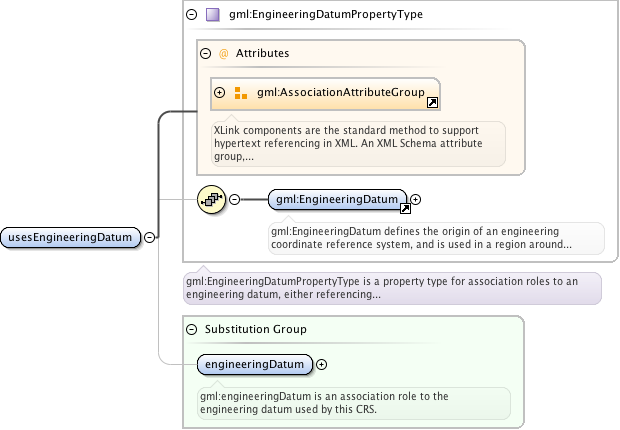 gml:EngineeringDatumPropertyType
@ Attributes
gml:AssociationAttributeGroup
XLink components are the standard method to support
hypertext referencing in XML. An XML Schema attribute
group,...
gml:EngineeringDatum
gml:EngineeringDatum defines the origin of an engineering
coordinate reference system, and is used in a region around...
usesEngineeringDatum
gml:EngineeringDatumPropertyType is a property type for association roles to an
engineering datum, either referencing...
Substitution Group
engineeringDatum
gml:engineeringDatum is an association role to the
engineering datum used by this CRS.